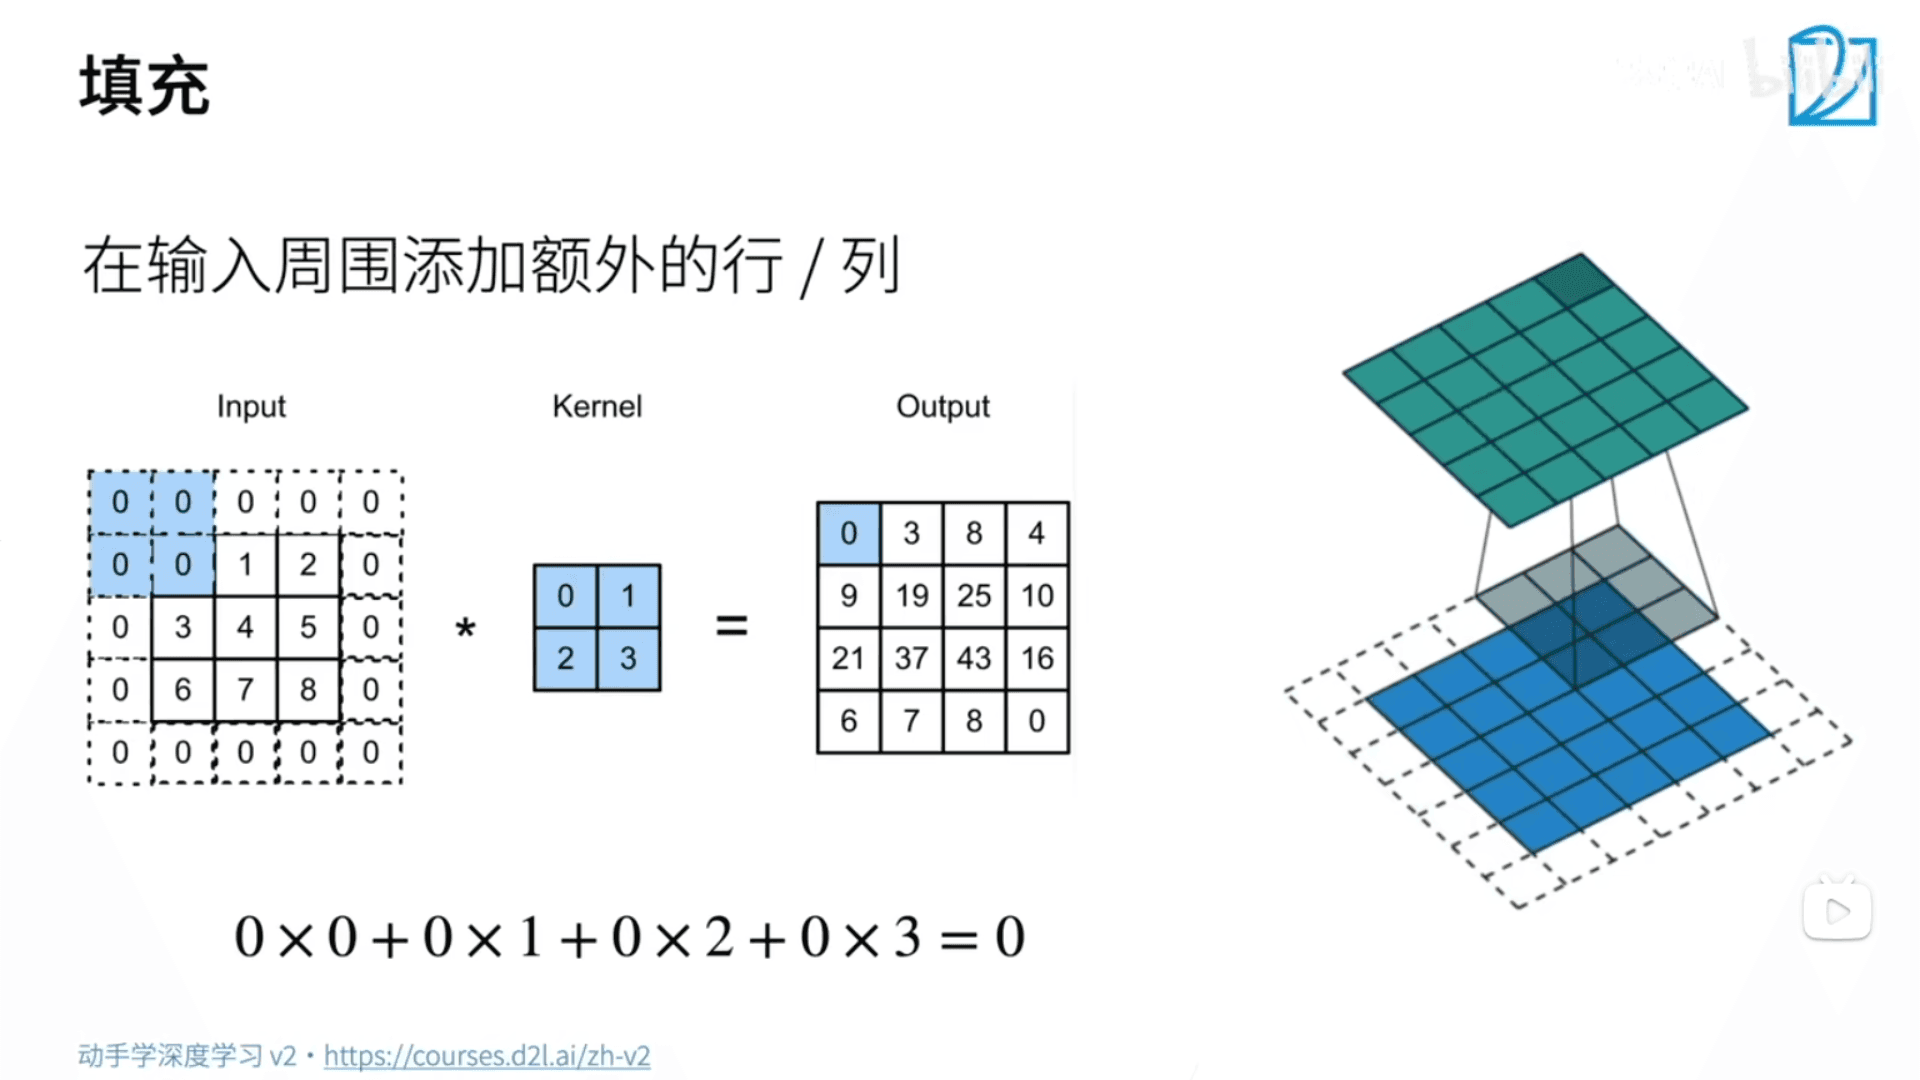 填充
在输入周围添加额外的行 / 列
Input Kernel Output
0 0 0 0 0
0 0 1 2 0
0 3 4 5 0
0 6 7 8 0
0 0 0 0 0
*
0 1
2 3
=
0 3 8 4
9 19 25 10
21 37 43 16
6 7 8 0
0 × 0 + 0 × 1 + 0 × 2 + 0 × 3 = 0
动手学深度学习 v2 • https://courses.d2l.ai/zh-v2
bilibili